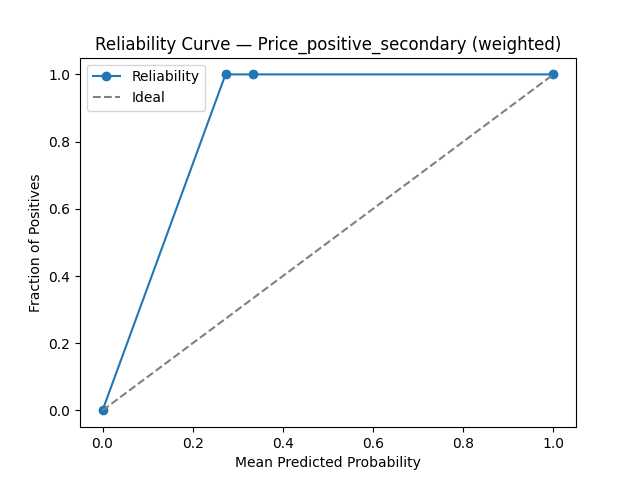 Reliability Curve — Price_positive_secondary (weighted)
Reliability
Ideal
1.0
0.8
0.6
0.4
0.2
0.0
Fraction of Positives
0.0 0.2 0.4 0.6 0.8 1.0
Mean Predicted Probability